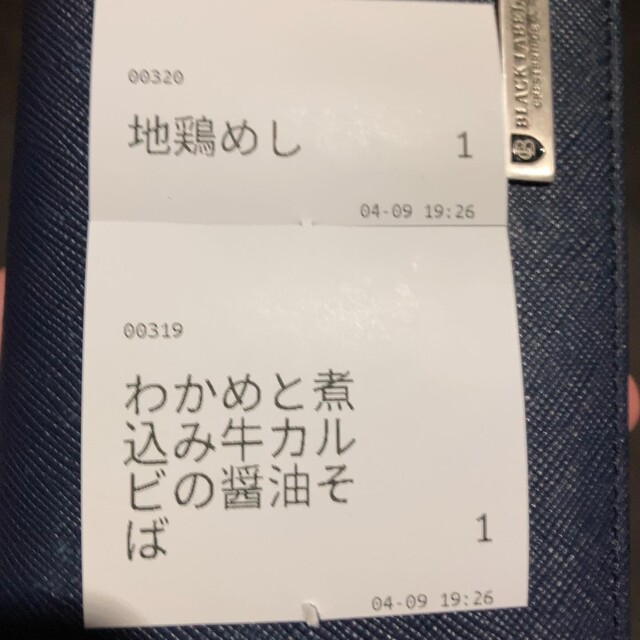 00320
地鶏めし 1
04-09 19:26
00319
わかめと煮
込み牛カル
ビの醤油そ
ば 1
04-09 19:26
BLACK LABEL